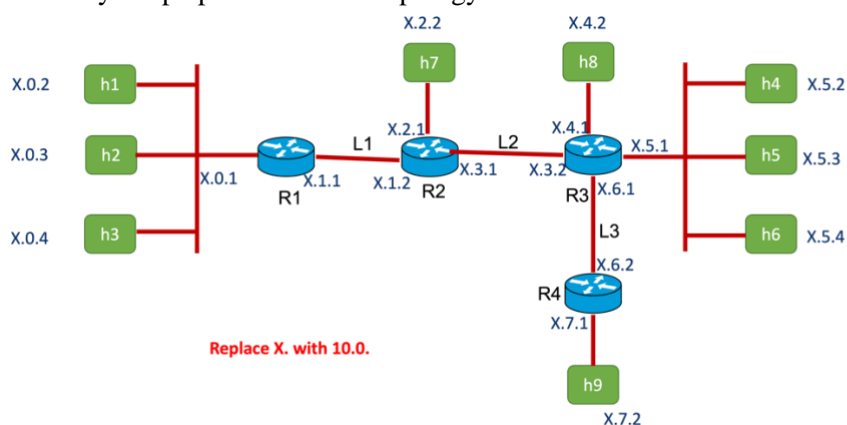 X.2.2
X.4.2
h7
h8
X.0.2
h1
h4
X.5.2
X.2.1
X.4.1
L1
L2
X.5.1
X.0.3
h2
h5
X.5.3
X.0.1
X.1.1
X.1.2
X.3.1
X.3.2
R1
R2
R3
X.6.1
X.0.4
h3
L3
h6
X.5.4
X.6.2
R4
X.7.1
Replace X. with 10.0.
h9
X.7.2